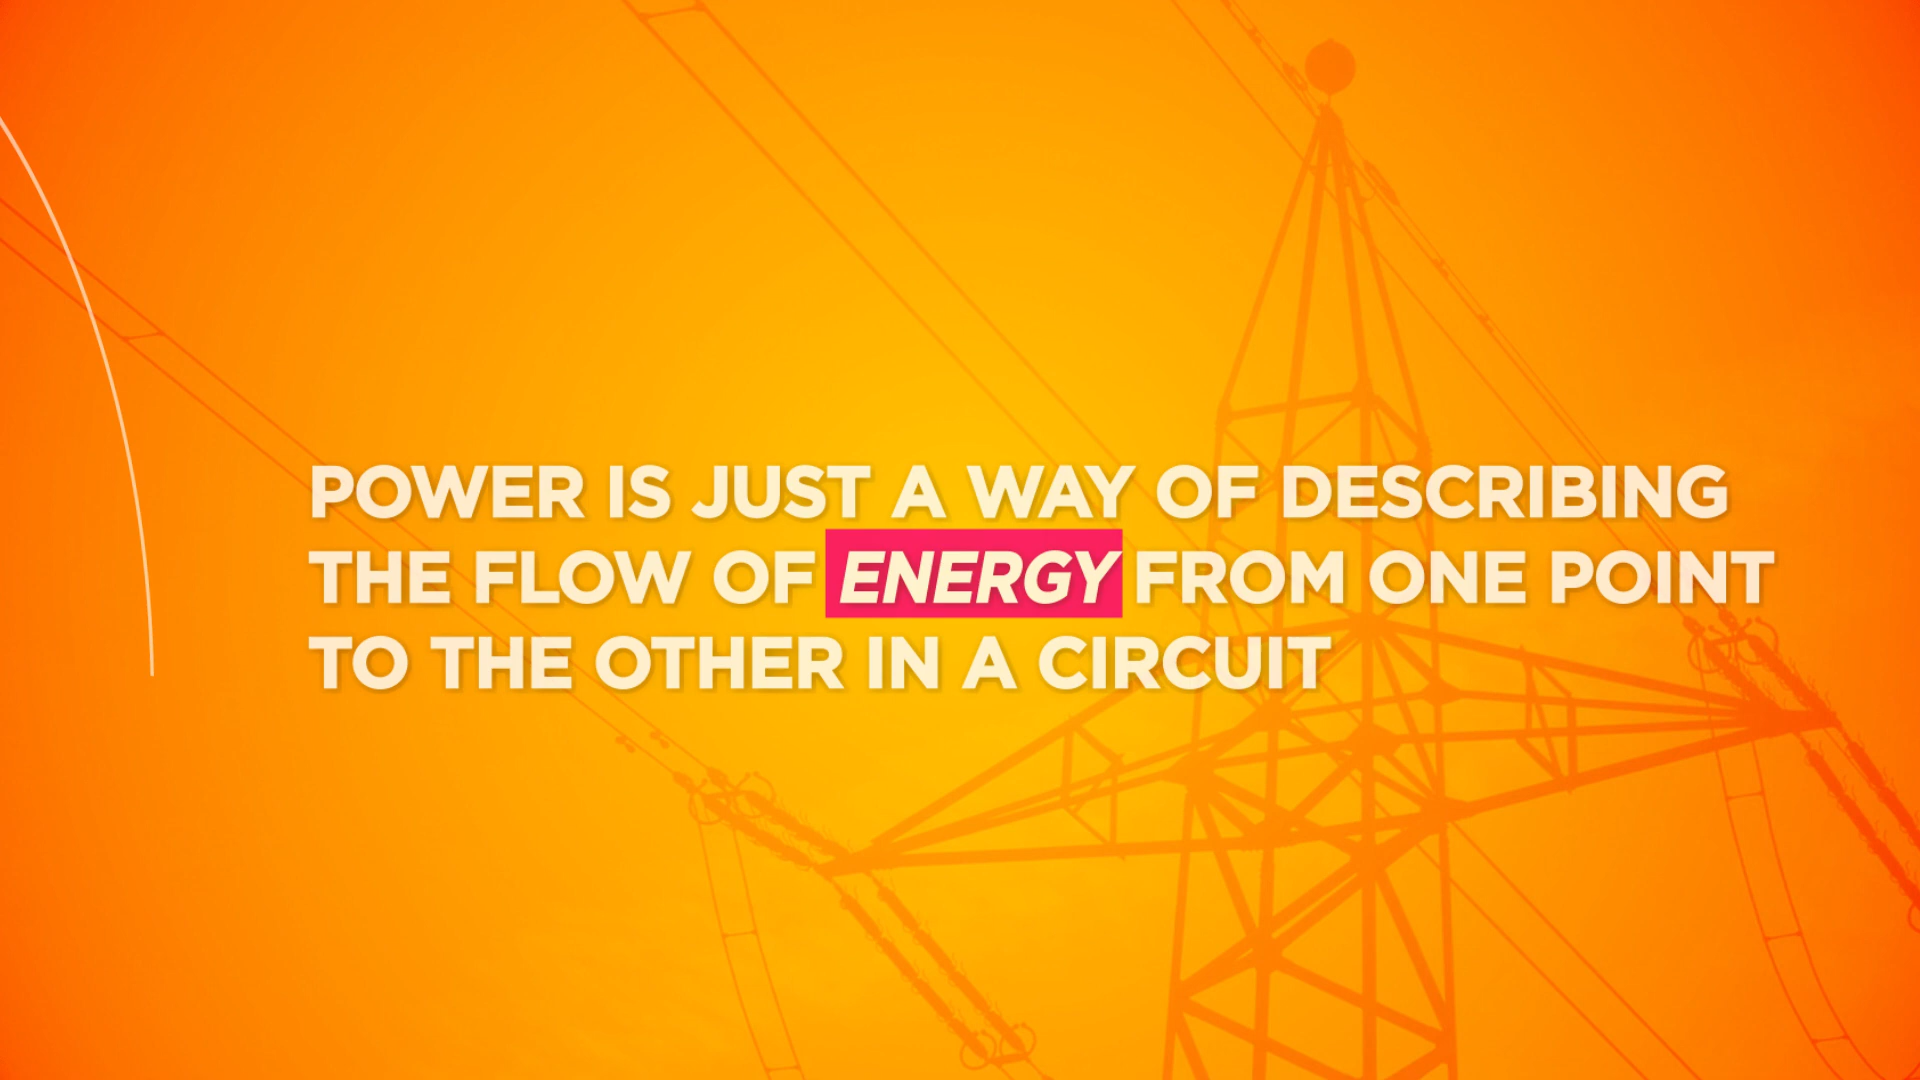 POWER IS JUST A WAY OF DESCRIBING
THE FLOW OF ENERGY FROM ONE POINT
TO THE OTHER IN A CIRCUIT